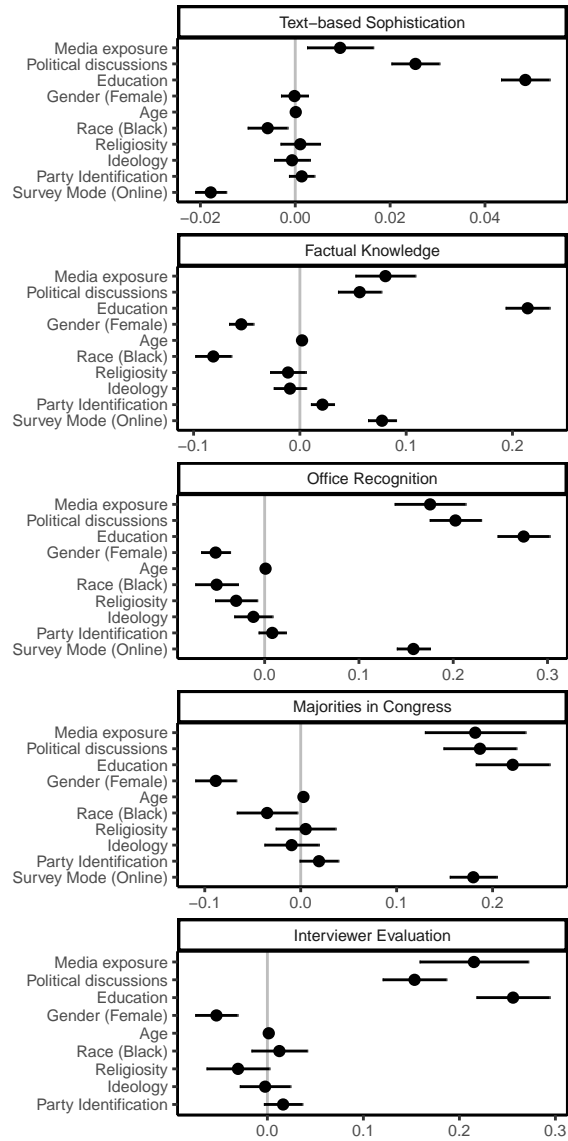 Text−based Sophistication
Media exposure
Political discussions
Education
Gender (Female)
Age
Race (Black)
Religiosity
Ideology
Party Identification
Survey Mode (Online)
−0.02 0.00 0.02 0.04
Factual Knowledge
Media exposure
Political discussions
Education
Gender (Female)
Age
Race (Black)
Religiosity
Ideology
Party Identification
Survey Mode (Online)
−0.1 0.0 0.1 0.2
Office Recognition
Media exposure
Political discussions
Education
Gender (Female)
Age
Race (Black)
Religiosity
Ideology
Party Identification
Survey Mode (Online)
0.0 0.1 0.2 0.3
Majorities in Congress
Media exposure
Political discussions
Education
Gender (Female)
Age
Race (Black)
Religiosity
Ideology
Party Identification
Survey Mode (Online)
−0.1 0.0 0.1 0.2
Interviewer Evaluation
Media exposure
Political discussions
Education
Gender (Female)
Age
Race (Black)
Religiosity
Ideology
Party Identification
0.0 0.1 0.2 0.3